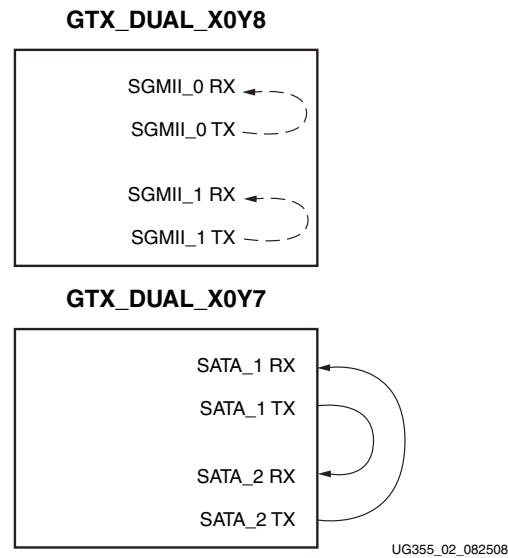 GTX_DUAL_X0Y8
SGMII_0 RX
SGMII_0 TX
SGMII_1 RX
SGMII_1 TX
GTX_DUAL_X0Y7
SATA_1 RX
SATA_1 TX
SATA_2 RX
SATA_2 TX
UG355_02_082508